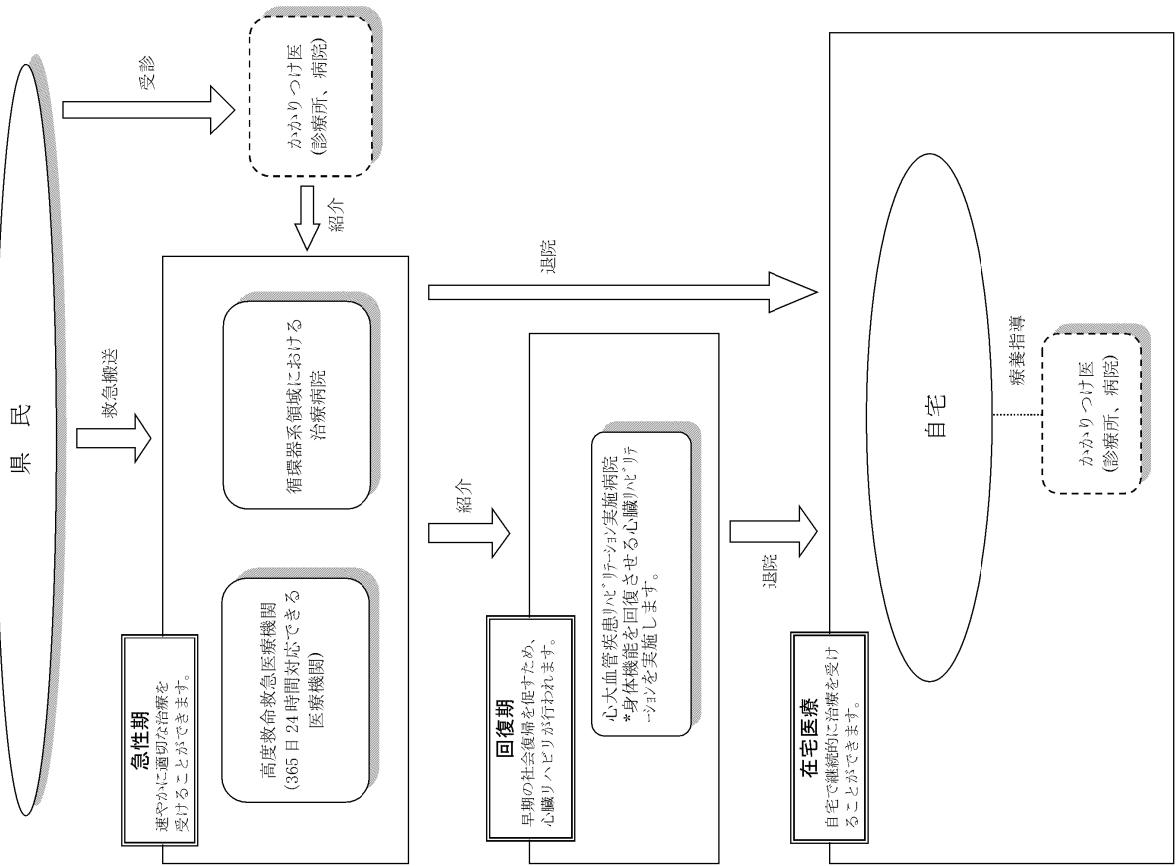 県　民
救急搬送
受診
かかりつけ医
(診療所、病院)
紹介
急性期
速やかに適切な治療を
受けることができます。
高度救命救急医療機関
(365 日 24 時間対応できる
医療機関)
循環器系領域における
治療病院
紹介
退院
回復期
早期の社会復帰を促すため、
心臓リハビリが行われます。
心大血管疾患ﾘﾊﾋﾞﾘﾃｰｼｮﾝ実施病院
*身体機能を回復させる心臓ﾘﾊﾋﾞﾘﾃ
ｰｼｮﾝを実施します。
退院
在宅医療
自宅で継続的に治療を受け
ることができます。
自宅
療養指導
かかりつけ医
(診療所、病院)